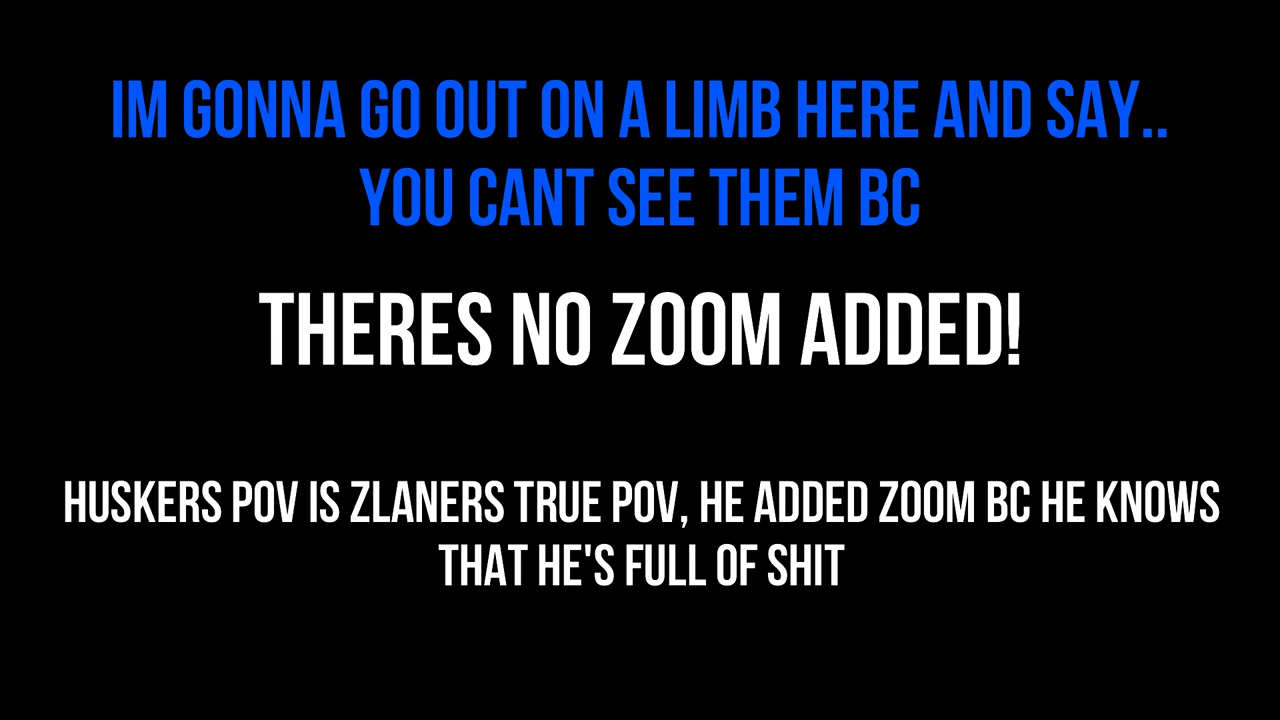 IM GONNA GO OUT ON A LIMB HERE AND SAY..
YOU CANT SEE THEM BC
THERES NO ZOOM ADDED!
HUSKERS POV IS ZLANERS TRUE POV, HE ADDED ZOOM BC HE KNOWS
THAT HE'S FULL OF SHIT